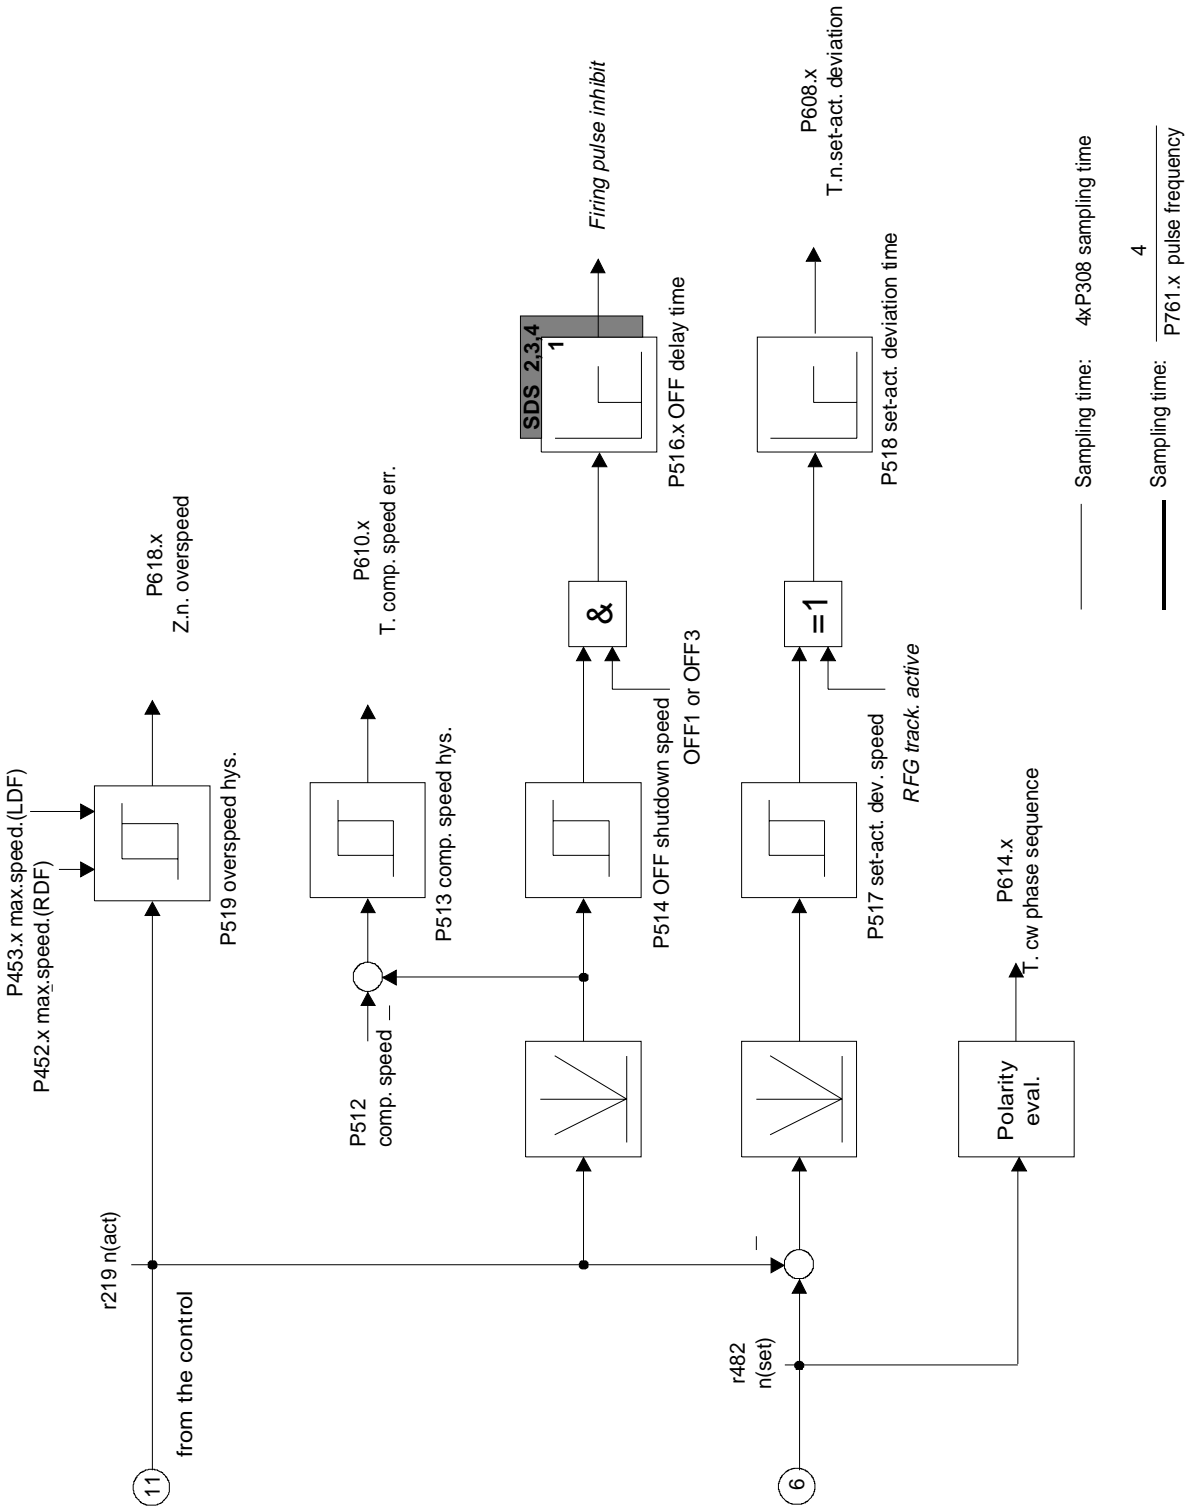 P453.x max.speed.(LDF)
P452.x max.speed.(RDF)
P519 overspeed hys.
P618.x
Z.n. overspeed
r219 n(act)
from the control
11
P512
comp. speed
–
P513 comp. speed hys.
P610.x
T. comp. speed err.
P514 OFF shutdown speed
OFF1 or OFF3
&
SDS 2,3,4
1
P516.x OFF delay time
Firing pulse inhibit
r482
n(set)
6
–
P517 set-act. dev. speed
RFG track. active
=1
P518 set-act. deviation time
P608.x
T.n.set-act. deviation
Polarity
eval.
P614.x
T. cw phase sequence
Sampling time: 4xP308 sampling time
Sampling time:
4
P761.x pulse frequency